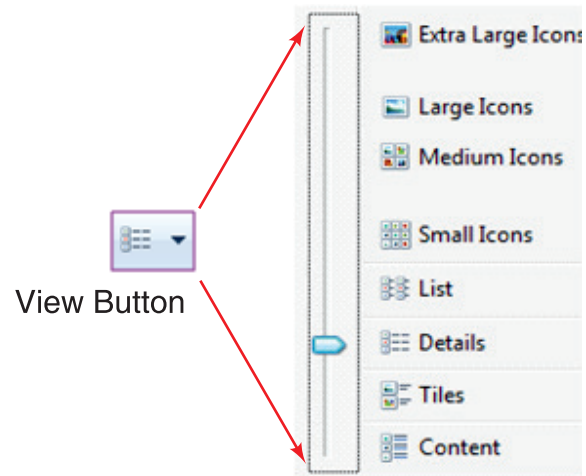 Extra Large Icons
Large Icons
Medium Icons
Small Icons
View Button
List
Details
Tiles
Content